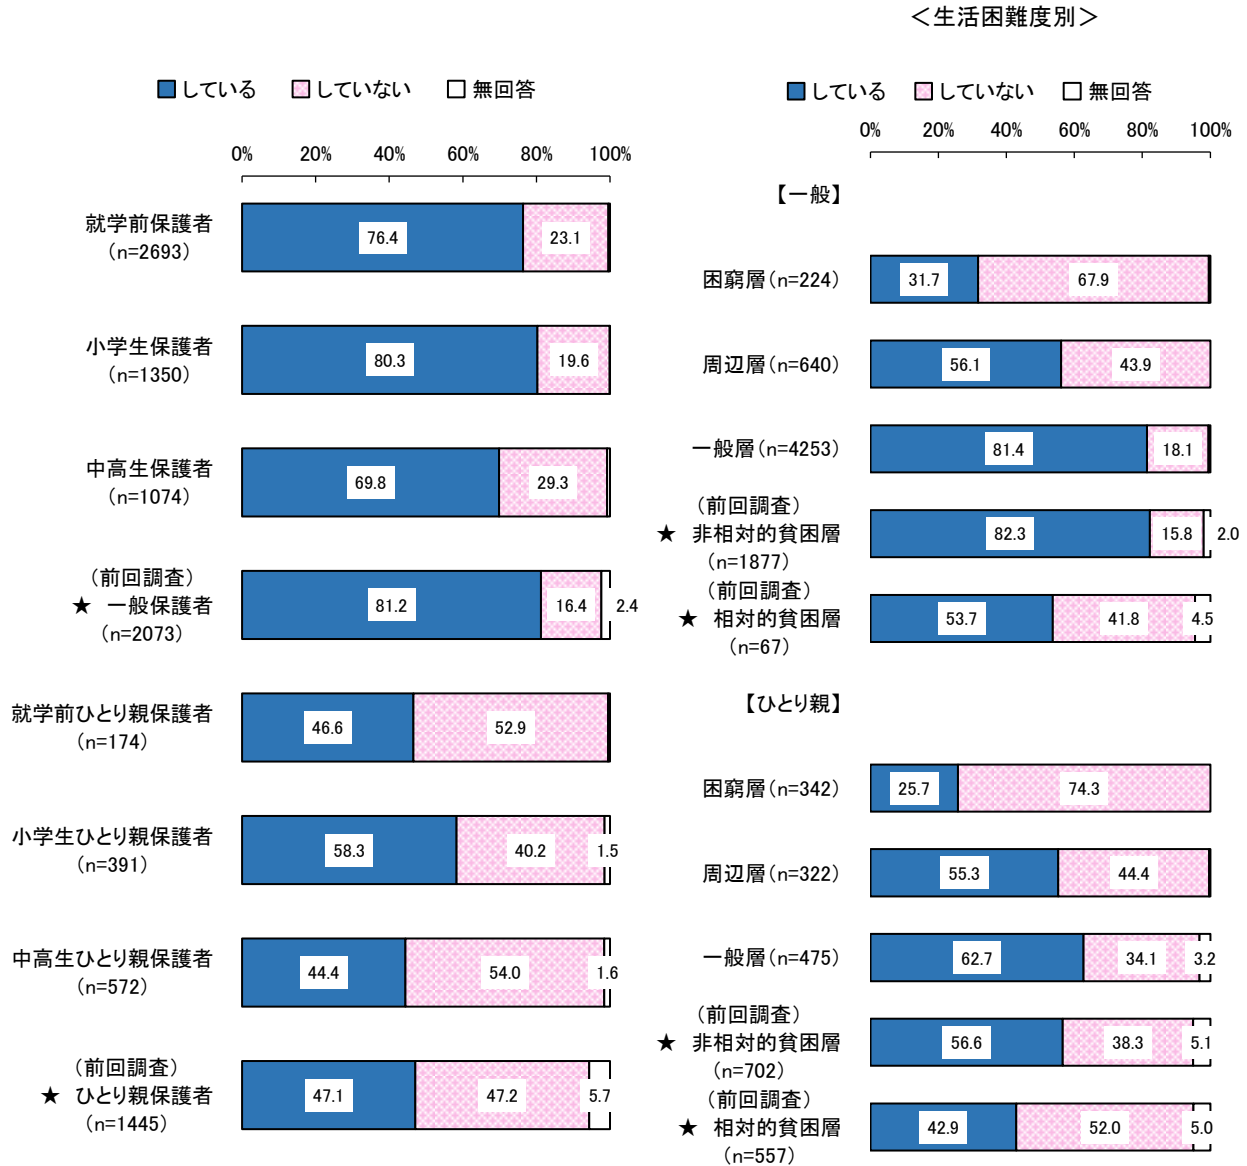 ＜生活困難度別＞
■している □していない □無回答
0% 20% 40% 60% 80% 100%
就学前保護者
（n=2693）
76.4 23.1
小学生保護者
（n=1350）
80.3 19.6
中高生保護者
（n=1074）
69.8 29.3
（前回調査）
★ 一般保護者
（n=2073）
81.2 16.4 2.4
就学前ひとり親保護者
（n=174）
46.6 52.9
小学生ひとり親保護者
（n=391）
58.3 40.2 1.5
中高生ひとり親保護者
（n=572）
44.4 54.0 1.6
（前回調査）
★ ひとり親保護者
（n=1445）
47.1 47.2 5.7
している していない 無回答
0% 20% 40% 60% 80% 100%
【一般】
困窮層（n=224）
31.7 67.9
周辺層（n=640）
56.1 43.9
一般層（n=4253）
81.4 18.1
（前回調査）
★ 非相対的貧困層
（n=1877）
82.3 15.8 2.0
（前回調査）
★ 相対的貧困層
（n=67）
53.7 41.8 4.5
【ひとり親】
困窮層（n=342）
25.7 74.3
周辺層（n=322）
55.3 44.4
一般層（n=475）
62.7 34.1 3.2
（前回調査）
★ 非相対的貧困層
（n=702）
56.6 38.3 5.1
（前回調査）
★ 相対的貧困層
（n=557）
42.9 52.0 5.0